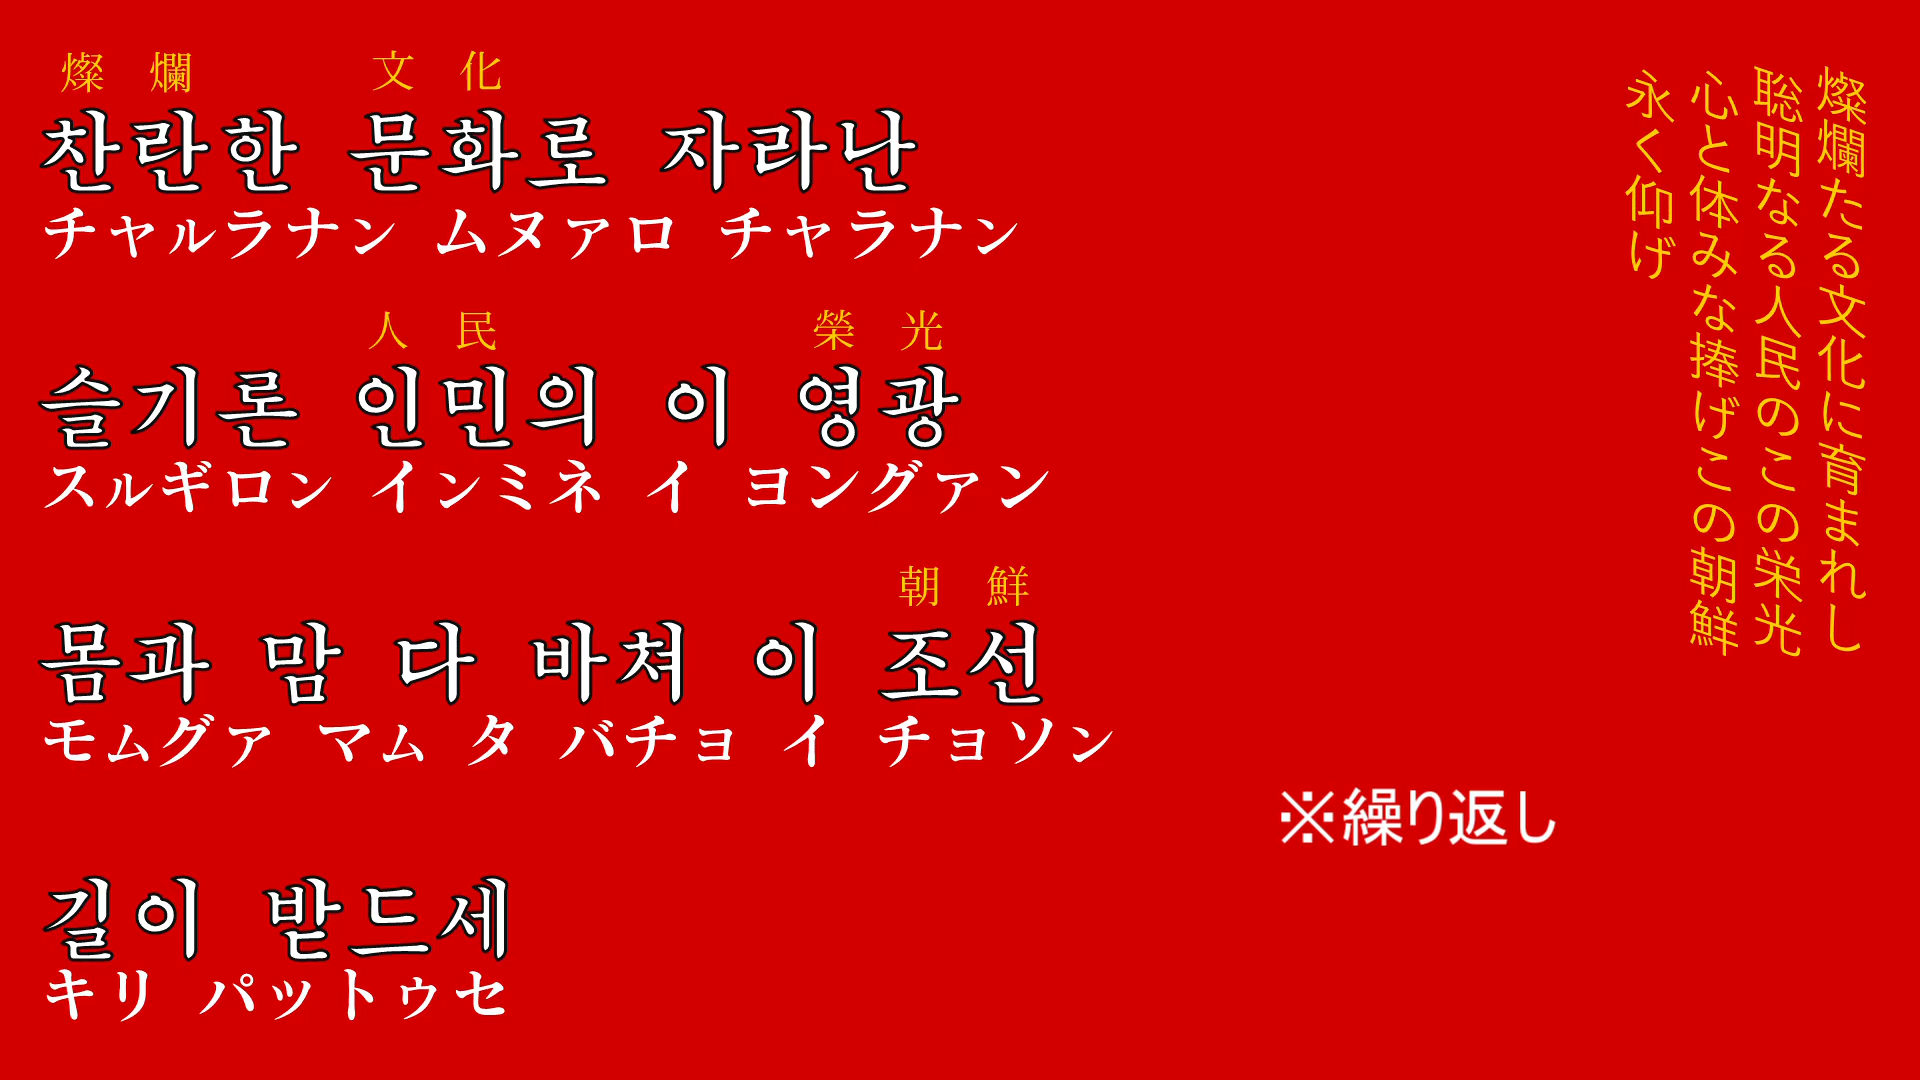 燦爛 文化
찬란한 문화로 자라난
チャルラナン ムヌァロ チャラナン
人民 榮光
슬기론 인민의 이 영광
スルギロン インミネ イ ヨングァン
朝鮮
몸과 맘 다 바쳐 이 조선
モムグァ マム タ バチョ イ チョソン
길이 받드세
キリ パットゥセ
※繰り返し
燦爛たる文化に育まれし
聡明なる人民のこの栄光
心と体みな捧げこの朝鮮
永く仰げ